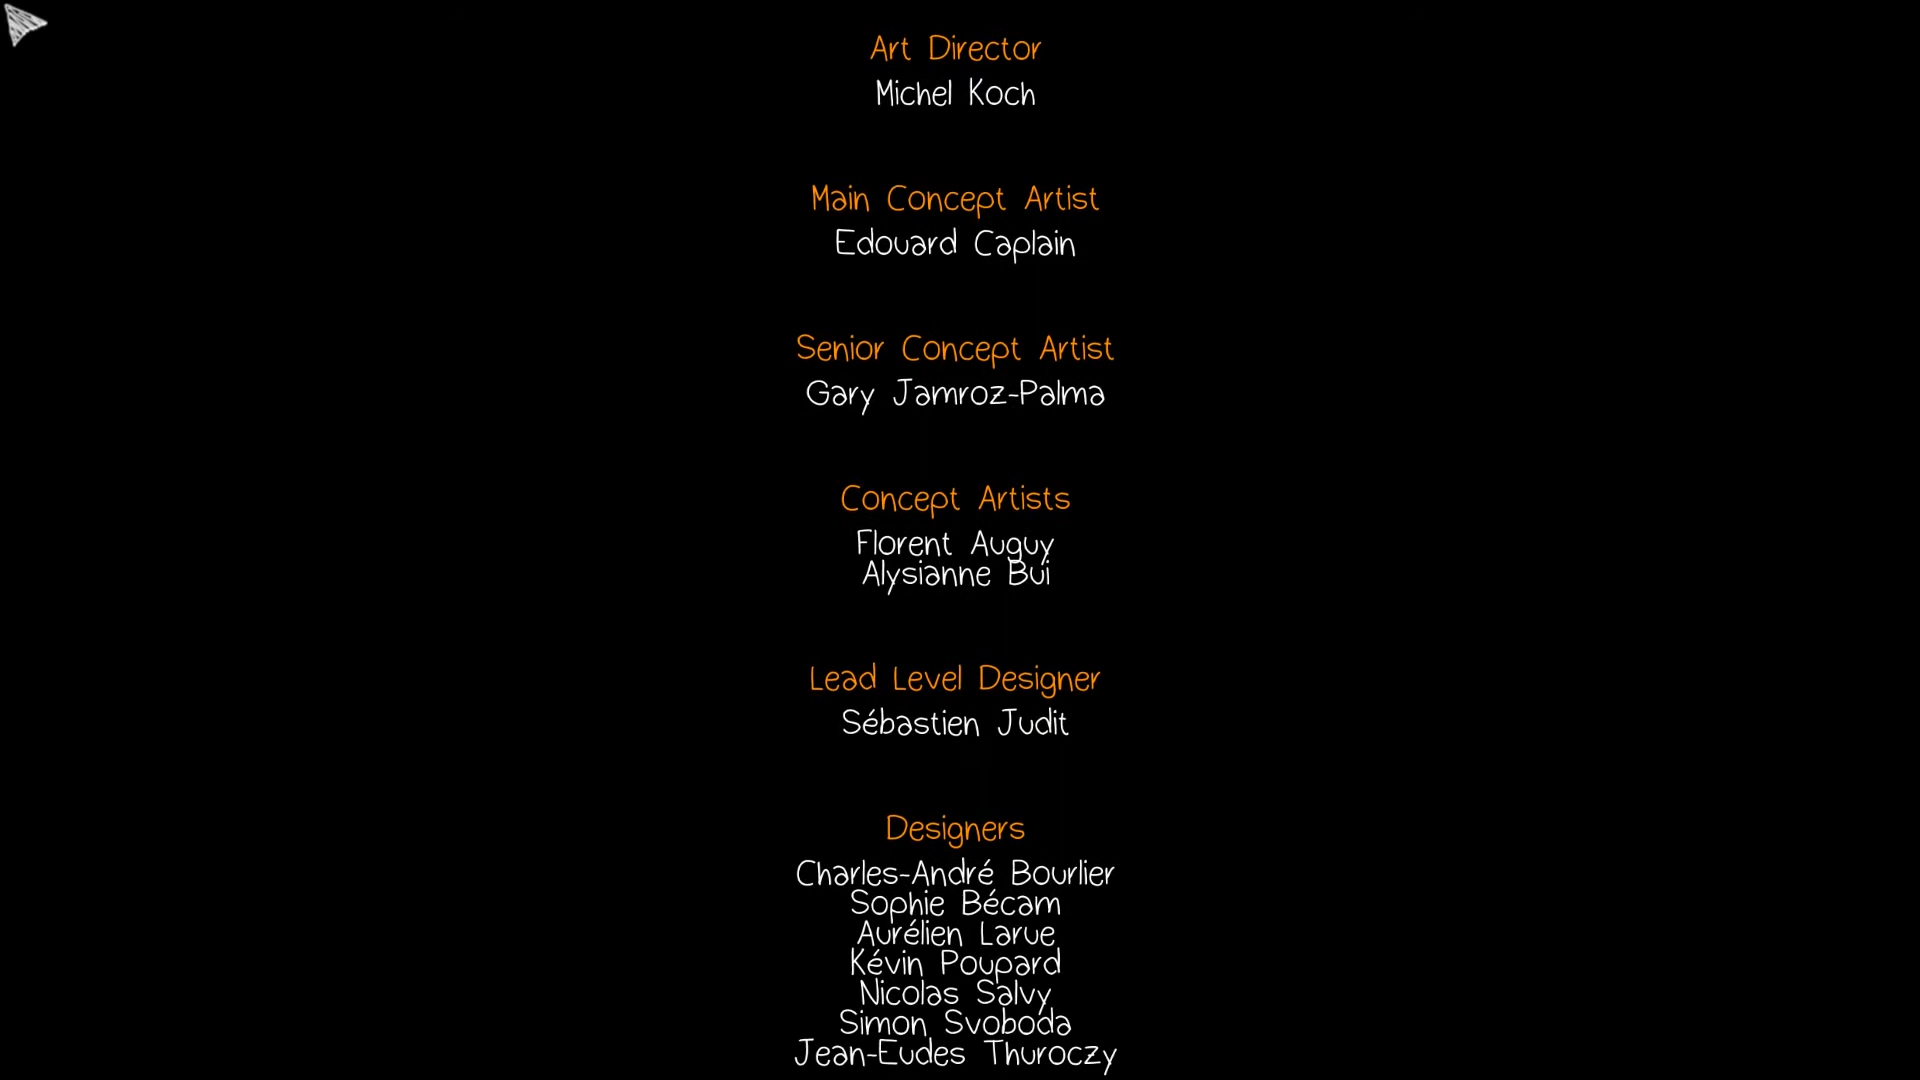 Art Director
Michel Koch
Main Concept Artist
Edouard Caplain
Senior Concept Artist
Gary Jamroz-Palma
Concept Artists
Florent Auguy
Alysianne Bui
Lead Level Designer
Sébastien Judit
Designers
Charles-André Bourlier
Sophie Bécam
Aurélien Larue
Kévin Poupard
Nicolas Salvy
Simon Svoboda
Jean-Eudes Thuroczy